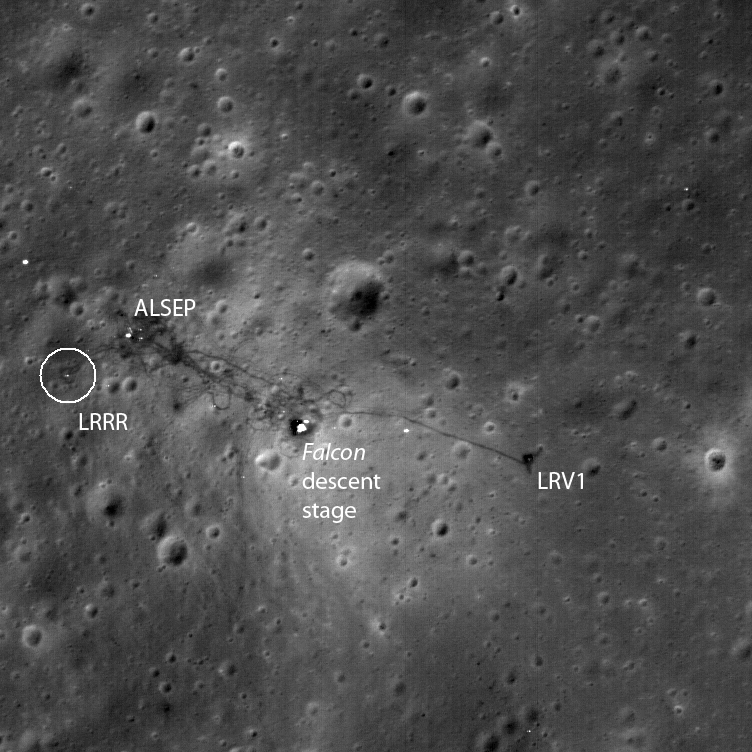 ALSEP
LRRR
Falcon
descent
stage
LRV1